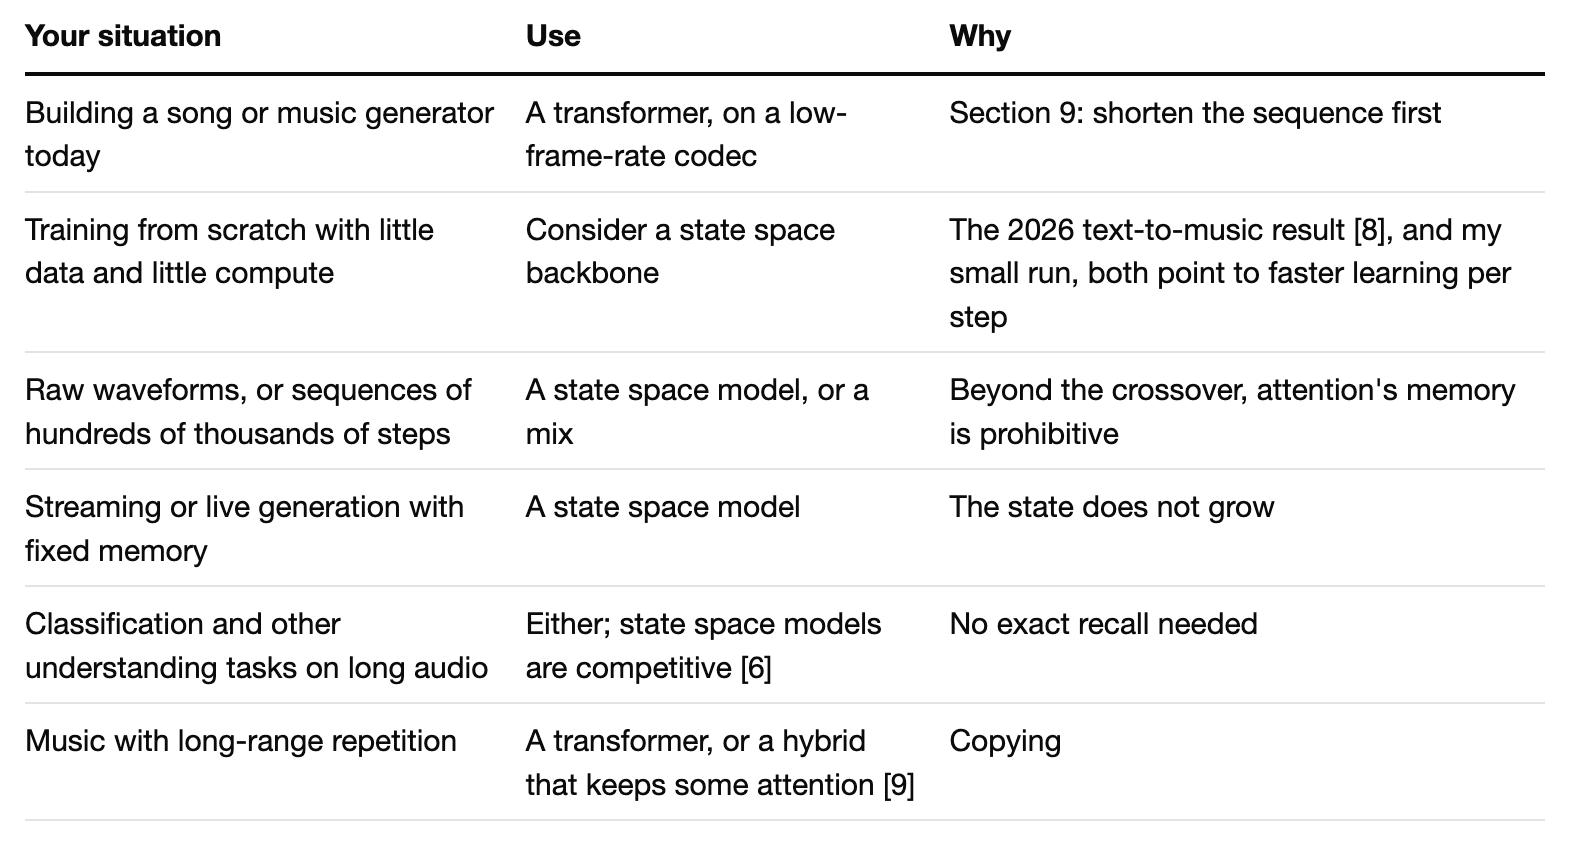 Your situation Use Why
Building a song or music generator A transformer, on a low- Section 9: shorten the sequence first
today frame-rate codec
Training from scratch with little Consider a state space The 2026 text-to-music result [8], and my
data and little compute backbone small run, both point to faster learning per
step
Raw waveforms, or sequences of A state space model, or a Beyond the crossover, attention's memory
hundreds of thousands of steps mix is prohibitive
Streaming or live generation with A state space model The state does not grow
fixed memory
Classification and other Either; state space models No exact recall needed
understanding tasks on long audio are competitive [6]
Music with long-range repetition A transformer, or a hybrid Copying
that keeps some attention [9]